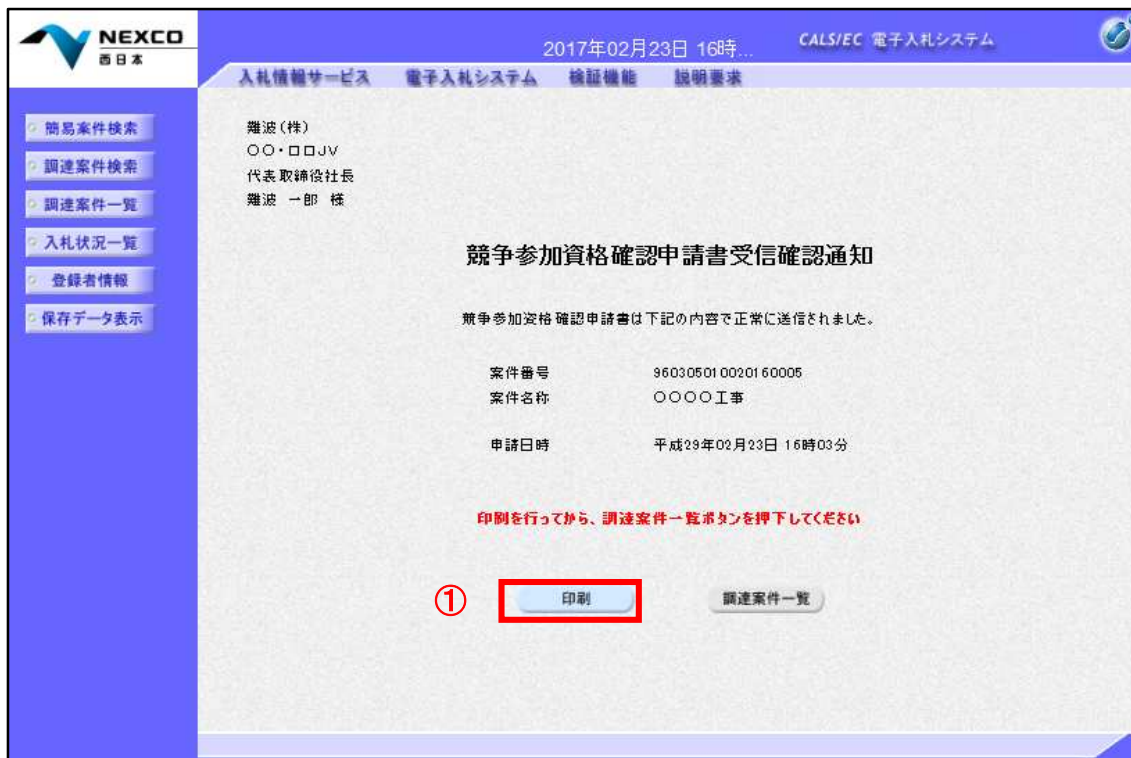 NEXCO
西日本
2017年02月23日 16時...
CALS/EC 電子入札システム
入札情報サービス 電子入札システム 検証機能 説明要求
簡易案件検索
調達案件検索
調達案件一覧
入札状況一覧
登録者情報
保存データ表示
難波(株)
〇〇・ロロJV
代表取締役社長
難波 一郎 様
競争参加資格確認申請書受信確認通知
競争参加資格確認申請書は下記の内容で正常に送信されました。
案件番号 960305010020160005
案件名称 〇〇〇〇工事
申請日時 平成29年02月23日 16時03分
印刷を行ってから、調達案件一覧ボタンを押下してください
① 印刷 調達案件一覧